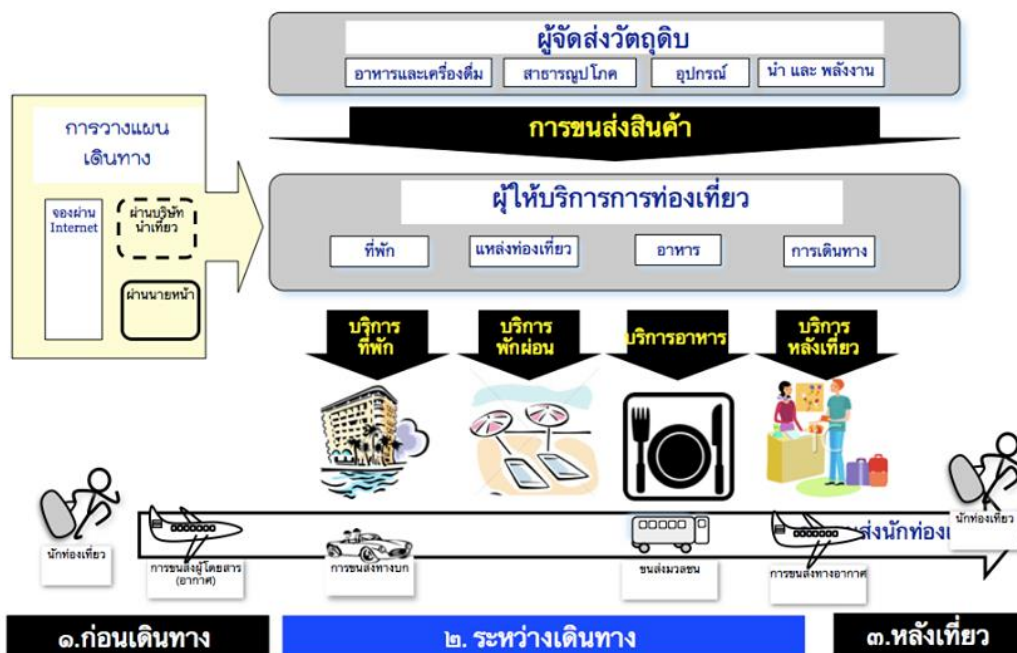 ผู้จัดส่งวัตถุดิบ
อาหารและเครื่องดื่ม
สาธารณูปโภค
อุปกรณ์
นำ และ พลังงาน
การขนส่งสินค้า
การวางแผน
เดินทาง
จองผ่าน
Internet
ผ่านบริษัท
นำเที่ยว
ผ่านนายหน้า
ผู้ให้บริการการท่องเที่ยว
ที่พัก
แหล่งท่องเที่ยว
อาหาร
การเดินทาง
บริการ
ที่พัก
บริการ
พักผ่อน
บริการอาหาร
บริการ
หลังเที่ยว
นักท่องเที่ยว
การขนส่งผู้โดยสาร
(อากาศ)
การขนส่งทางบก
ขนส่งมวลชน
การขนส่งทางอากาศ
นักท่องเที่ยว
๑.ก่อนเดินทาง
๒. ระหว่างเดินทาง
๓.หลังเที่ยว